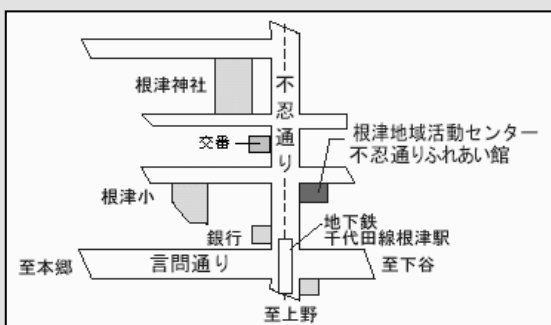 根津神社
不忍通り
交番
根津地域活動センター
不忍通りふれあい館
根津小
銀行
地下鉄
千代田線根津駅
至本郷
言問通り
至下谷
至上野